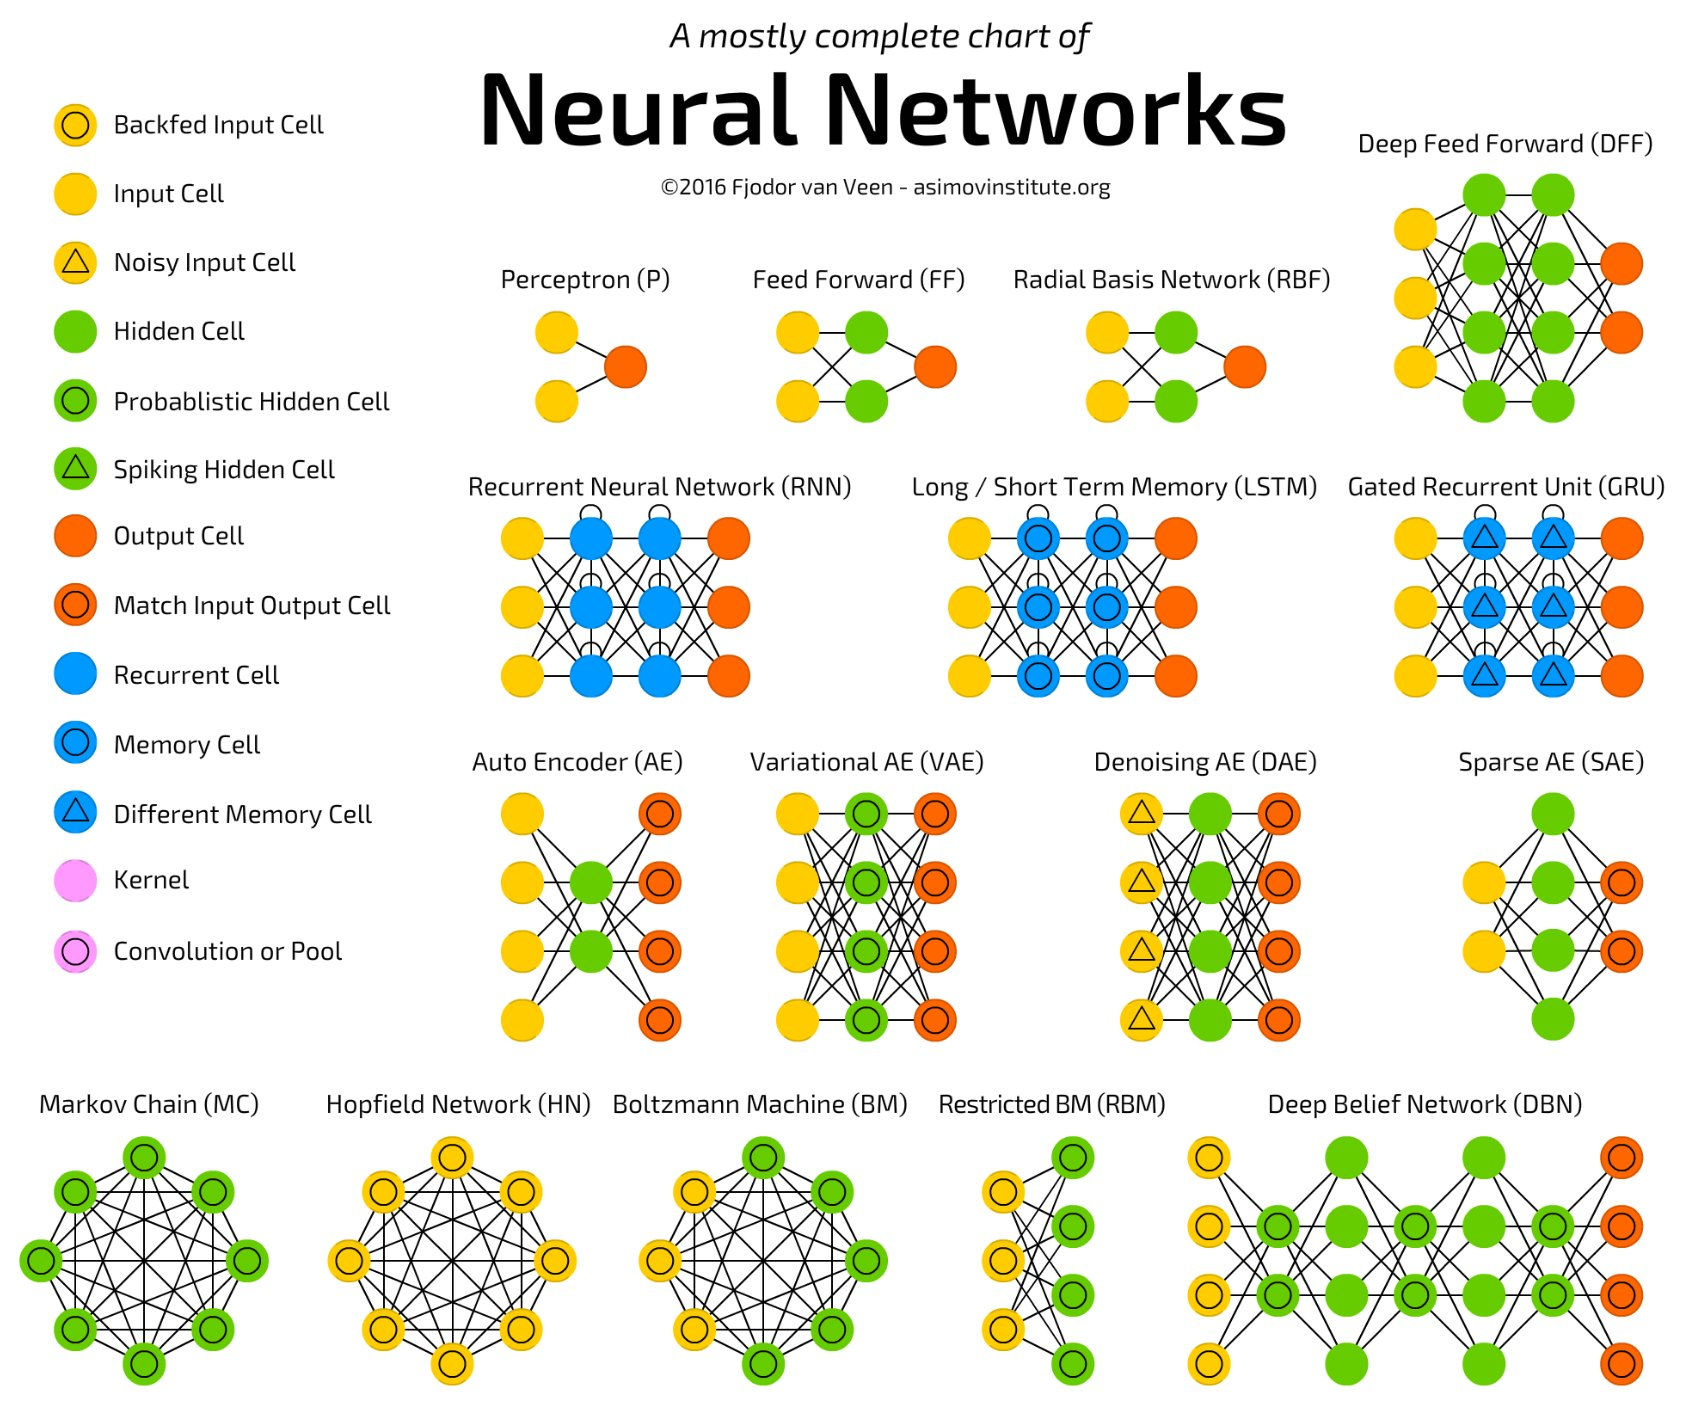 A mostly complete chart of
Neural Networks
©2016 Fjodor van Veen - asimovinstitute.org
Backfed Input Cell
Input Cell
Noisy Input Cell
Hidden Cell
Probablistic Hidden Cell
Spiking Hidden Cell
Output Cell
Match Input Output Cell
Recurrent Cell
Memory Cell
Different Memory Cell
Kernel
Convolution or Pool
Deep Feed Forward (DFF)
Perceptron (P)
Feed Forward (FF)
Radial Basis Network (RBF)
Recurrent Neural Network (RNN)
Long / Short Term Memory (LSTM)
Gated Recurrent Unit (GRU)
Auto Encoder (AE)
Variational AE (VAE)
Denoising AE (DAE)
Sparse AE (SAE)
Markov Chain (MC)
Hopfield Network (HN)
Boltzmann Machine (BM)
Restricted BM (RBM)
Deep Belief Network (DBN)